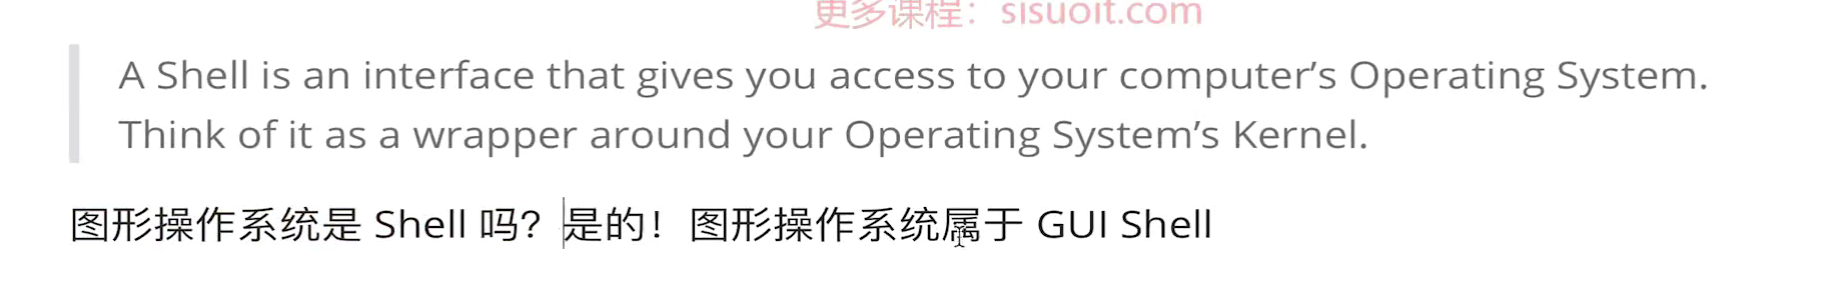 更多课程：sisuoit.com
A Shell is an interface that gives you access to your computer’s Operating System.
Think of it as a wrapper around your Operating System’s Kernel.
图形操作系统是 Shell 吗？是的！图形操作系统属于 GUI Shell